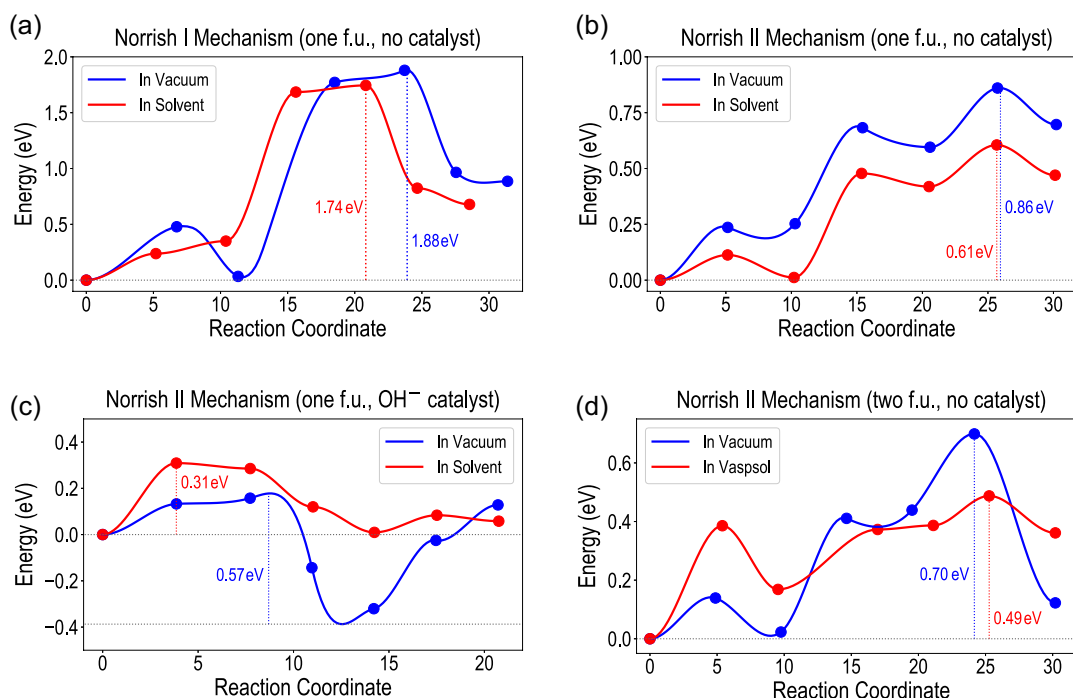 (a)
Norrish I Mechanism (one f.u., no catalyst)
2.0
1.5
1.0
0.5
0.0
Energy (eV)
In Vacuum
In Solvent
1.74 eV
1.88eV
0 5 10 15 20 25 30
Reaction Coordinate
(b)
Norrish II Mechanism (one f.u., no catalyst)
1.00
0.75
0.50
0.25
0.00
Energy (eV)
In Vacuum
In Solvent
0.86 eV
0.61eV
0 5 10 15 20 25 30
Reaction Coordinate
(c)
Norrish II Mechanism (one f.u., OH⁻ catalyst)
0.4
0.2
0.0
−0.2
−0.4
Energy (eV)
In Vacuum
In Solvent
0.31eV
0.57eV
0 5 10 15 20
Reaction Coordinate
(d)
Norrish II Mechanism (two f.u., no catalyst)
0.6
0.4
0.2
0.0
Energy (eV)
In Vacuum
In Vaspsol
0.70 eV
0.49eV
0 5 10 15 20 25 30
Reaction Coordinate